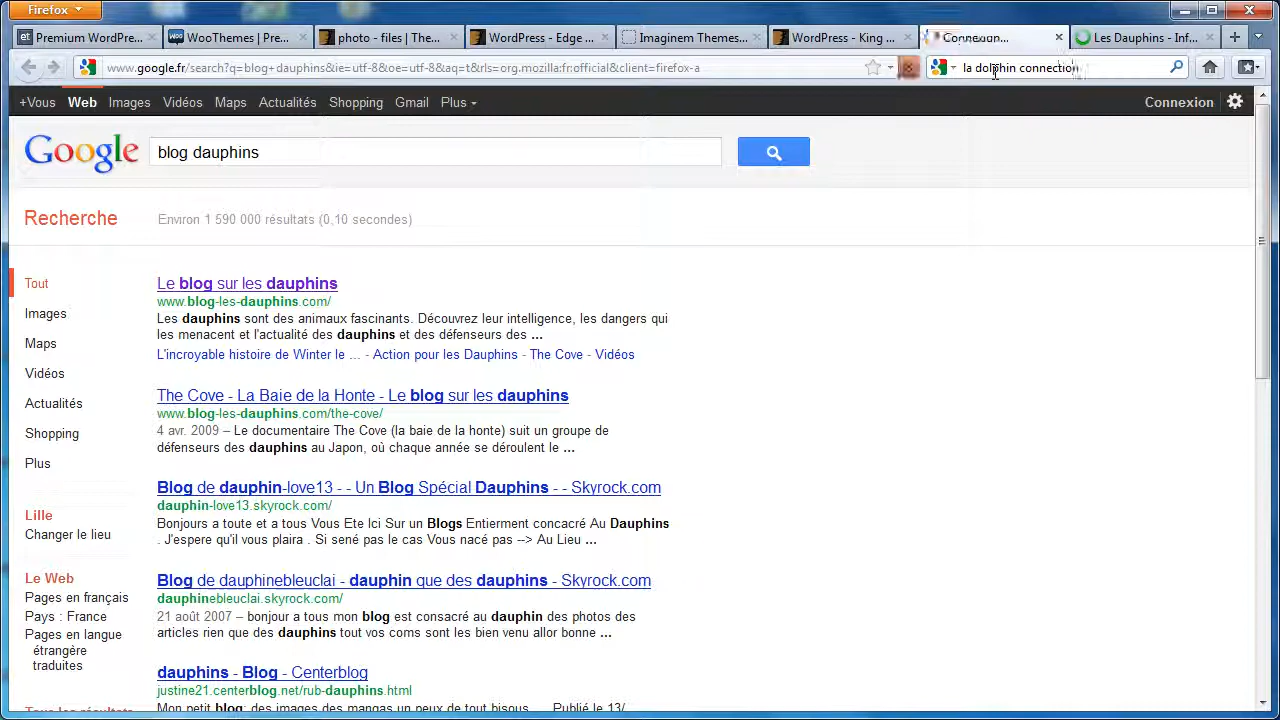 Firefox
et Premium WordPre...
WOO WooThemes | Pre...
photo - files | The...
WordPress - Edge ...
Imaginem Themes...
WordPress - King ...
Connexion...
Les Dauphins - Inf...
www.google.fr/search?q=blog+dauphins&ie=utf-8&oe=utf-8&aq=t&rls=org.mozilla:fr:official&client=firefox-a
la dolphin connection
+Vous Web Images Vidéos Maps Actualités Shopping Gmail Plus
Connexion
Google
blog dauphins
Recherche
Environ 1 590 000 résultats (0,10 secondes)
Tout
Images
Maps
Vidéos
Actualités
Shopping
Plus
Lille
Changer le lieu
Le Web
Pages en français
Pays : France
Pages en langue
étrangère
traduites
Tous les résultats
Le blog sur les dauphins
www.blog-les-dauphins.com/
Les dauphins sont des animaux fascinants. Découvrez leur intelligence, les dangers qui
les menacent et l'actualité des dauphins et des défenseurs des ...
L'incroyable histoire de Winter le ... - Action pour les Dauphins - The Cove - Vidéos
The Cove - La Baie de la Honte - Le blog sur les dauphins
www.blog-les-dauphins.com/the-cove/
4 avr. 2009 – Le documentaire The Cove (la baie de la honte) suit un groupe de
défenseurs des dauphins au Japon, où chaque année se déroulent le ...
Blog de dauphin-love13 - - Un Blog Spécial Dauphins - - Skyrock.com
dauphin-love13.skyrock.com/
Bonjours a toute et a tous Vous Ete Ici Sur un Blogs Entierment concacré Au Dauphins
. J'espere qu'il vous plaira . Si sené pas le cas Vous nacé pas --> Au Lieu ...
Blog de dauphinebleuclai - dauphin que des dauphins - Skyrock.com
dauphinebleuclai.skyrock.com/
21 août 2007 – bonjour a tous mon blog est consacré au dauphin des photos des
articles rien que des dauphins tout vos coms sont les bien venu allor bonne ...
dauphins - Blog - Centerblog
justine21.centerblog.net/rub-dauphins.html
Mon petit blog: des images des mangas un peu de tout bisous ... Publié le 13/